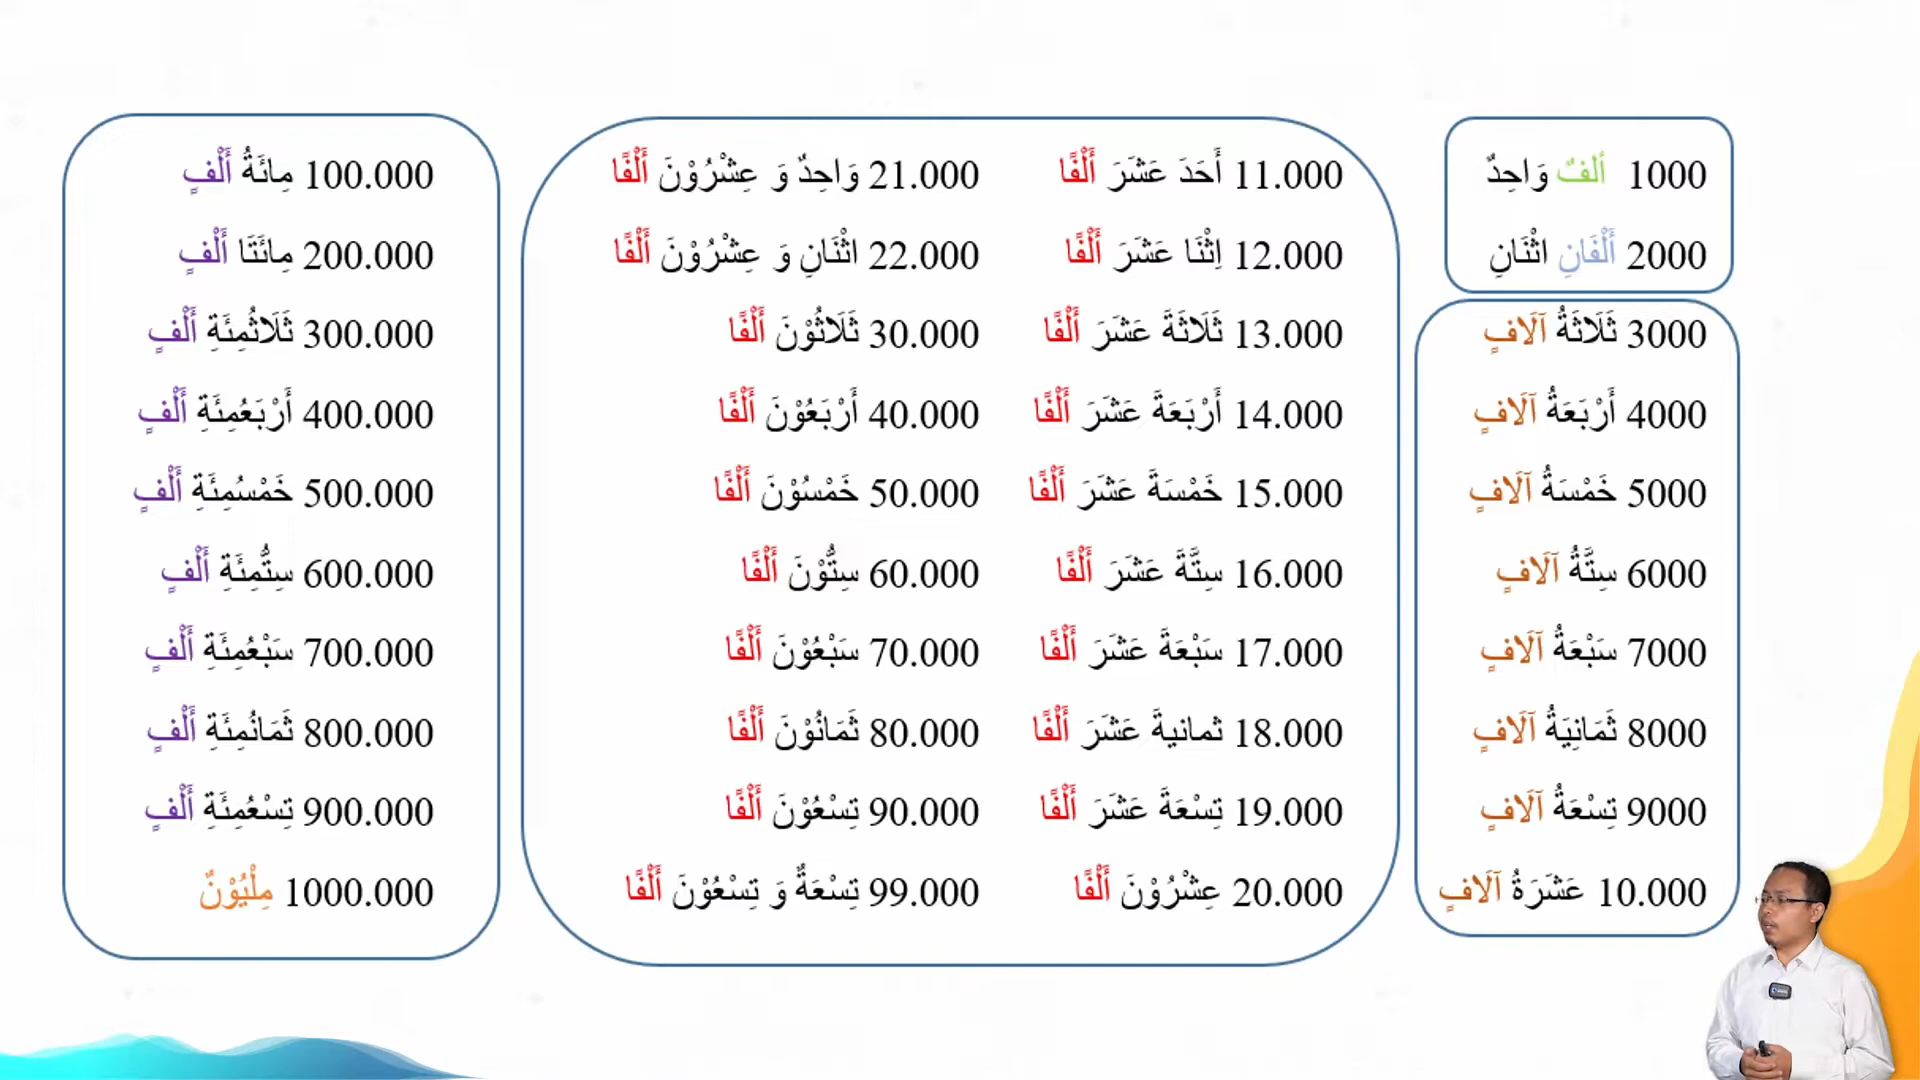 1000 ألفٌ وَاحِدٌ
2000 أَلْفَانِ اثْنَانِ
3000 ثَلَاثَةُ آلَافٍ
4000 أَرْبَعَةُ آلَافٍ
5000 خَمْسَةُ آلَافٍ
6000 سِتَّةُ آلَافٍ
7000 سَبْعَةُ آلَافٍ
8000 ثَمَانِيَةُ آلَافٍ
9000 تِسْعَةُ آلَافٍ
10.000 عَشَرَةُ آلَافٍ
11.000 أَحَدَ عَشَرَ أَلْفًا
12.000 اِثْنَا عَشَرَ أَلْفًا
13.000 ثَلَاثَةَ عَشَرَ أَلْفًا
14.000 أَرْبَعَةَ عَشَرَ أَلْفًا
15.000 خَمْسَةَ عَشَرَ أَلْفًا
16.000 سِتَّةَ عَشَرَ أَلْفًا
17.000 سَبْعَةَ عَشَرَ أَلْفًا
18.000 ثمانيةَ عَشَرَ أَلْفًا
19.000 تِسْعَةَ عَشَرَ أَلْفًا
20.000 عِشْرُوْنَ أَلْفًا
21.000 وَاحِدٌ وَ عِشْرُوْنَ أَلْفًا
22.000 اثْنَانِ وَ عِشْرُوْنَ أَلْفًا
30.000 ثَلَاثُوْنَ أَلْفًا
40.000 أَرْبَعُوْنَ أَلْفًا
50.000 خَمْسُوْنَ أَلْفًا
60.000 سِتُّوْنَ أَلْفًا
70.000 سَبْعُوْنَ أَلْفًا
80.000 ثَمَانُوْنَ أَلْفًا
90.000 تِسْعُوْنَ أَلْفًا
99.000 تِسْعَةٌ وَ تِسْعُوْنَ أَلْفًا
100.000 مِائَةُ أَلْفٍ
200.000 مِائَتَا أَلْفٍ
300.000 ثَلَاثُمِئَةِ أَلْفٍ
400.000 أَرْبَعُمِئَةِ أَلْفٍ
500.000 خَمْسُمِئَةِ أَلْفٍ
600.000 سِتُّمِئَةِ أَلْفٍ
700.000 سَبْعُمِئَةِ أَلْفٍ
800.000 ثَمَانُمِئَةِ أَلْفٍ
900.000 تِسْعُمِئَةِ أَلْفٍ
1000.000 مِلْيُوْنٌ